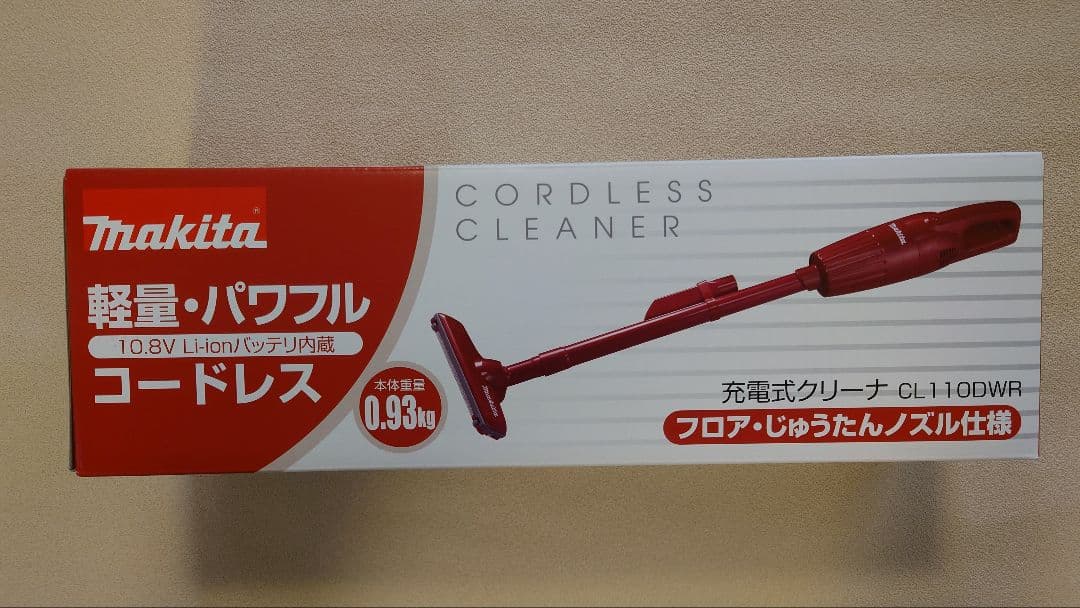 makita®
軽量・パワフル
10.8V Li-ionバッテリ内蔵
コードレス
本体重量
0.93kg
CORDLESS
CLEANER
makita
makita
充電式クリーナ CL110DWR
フロア・じゅうたんノズル仕様